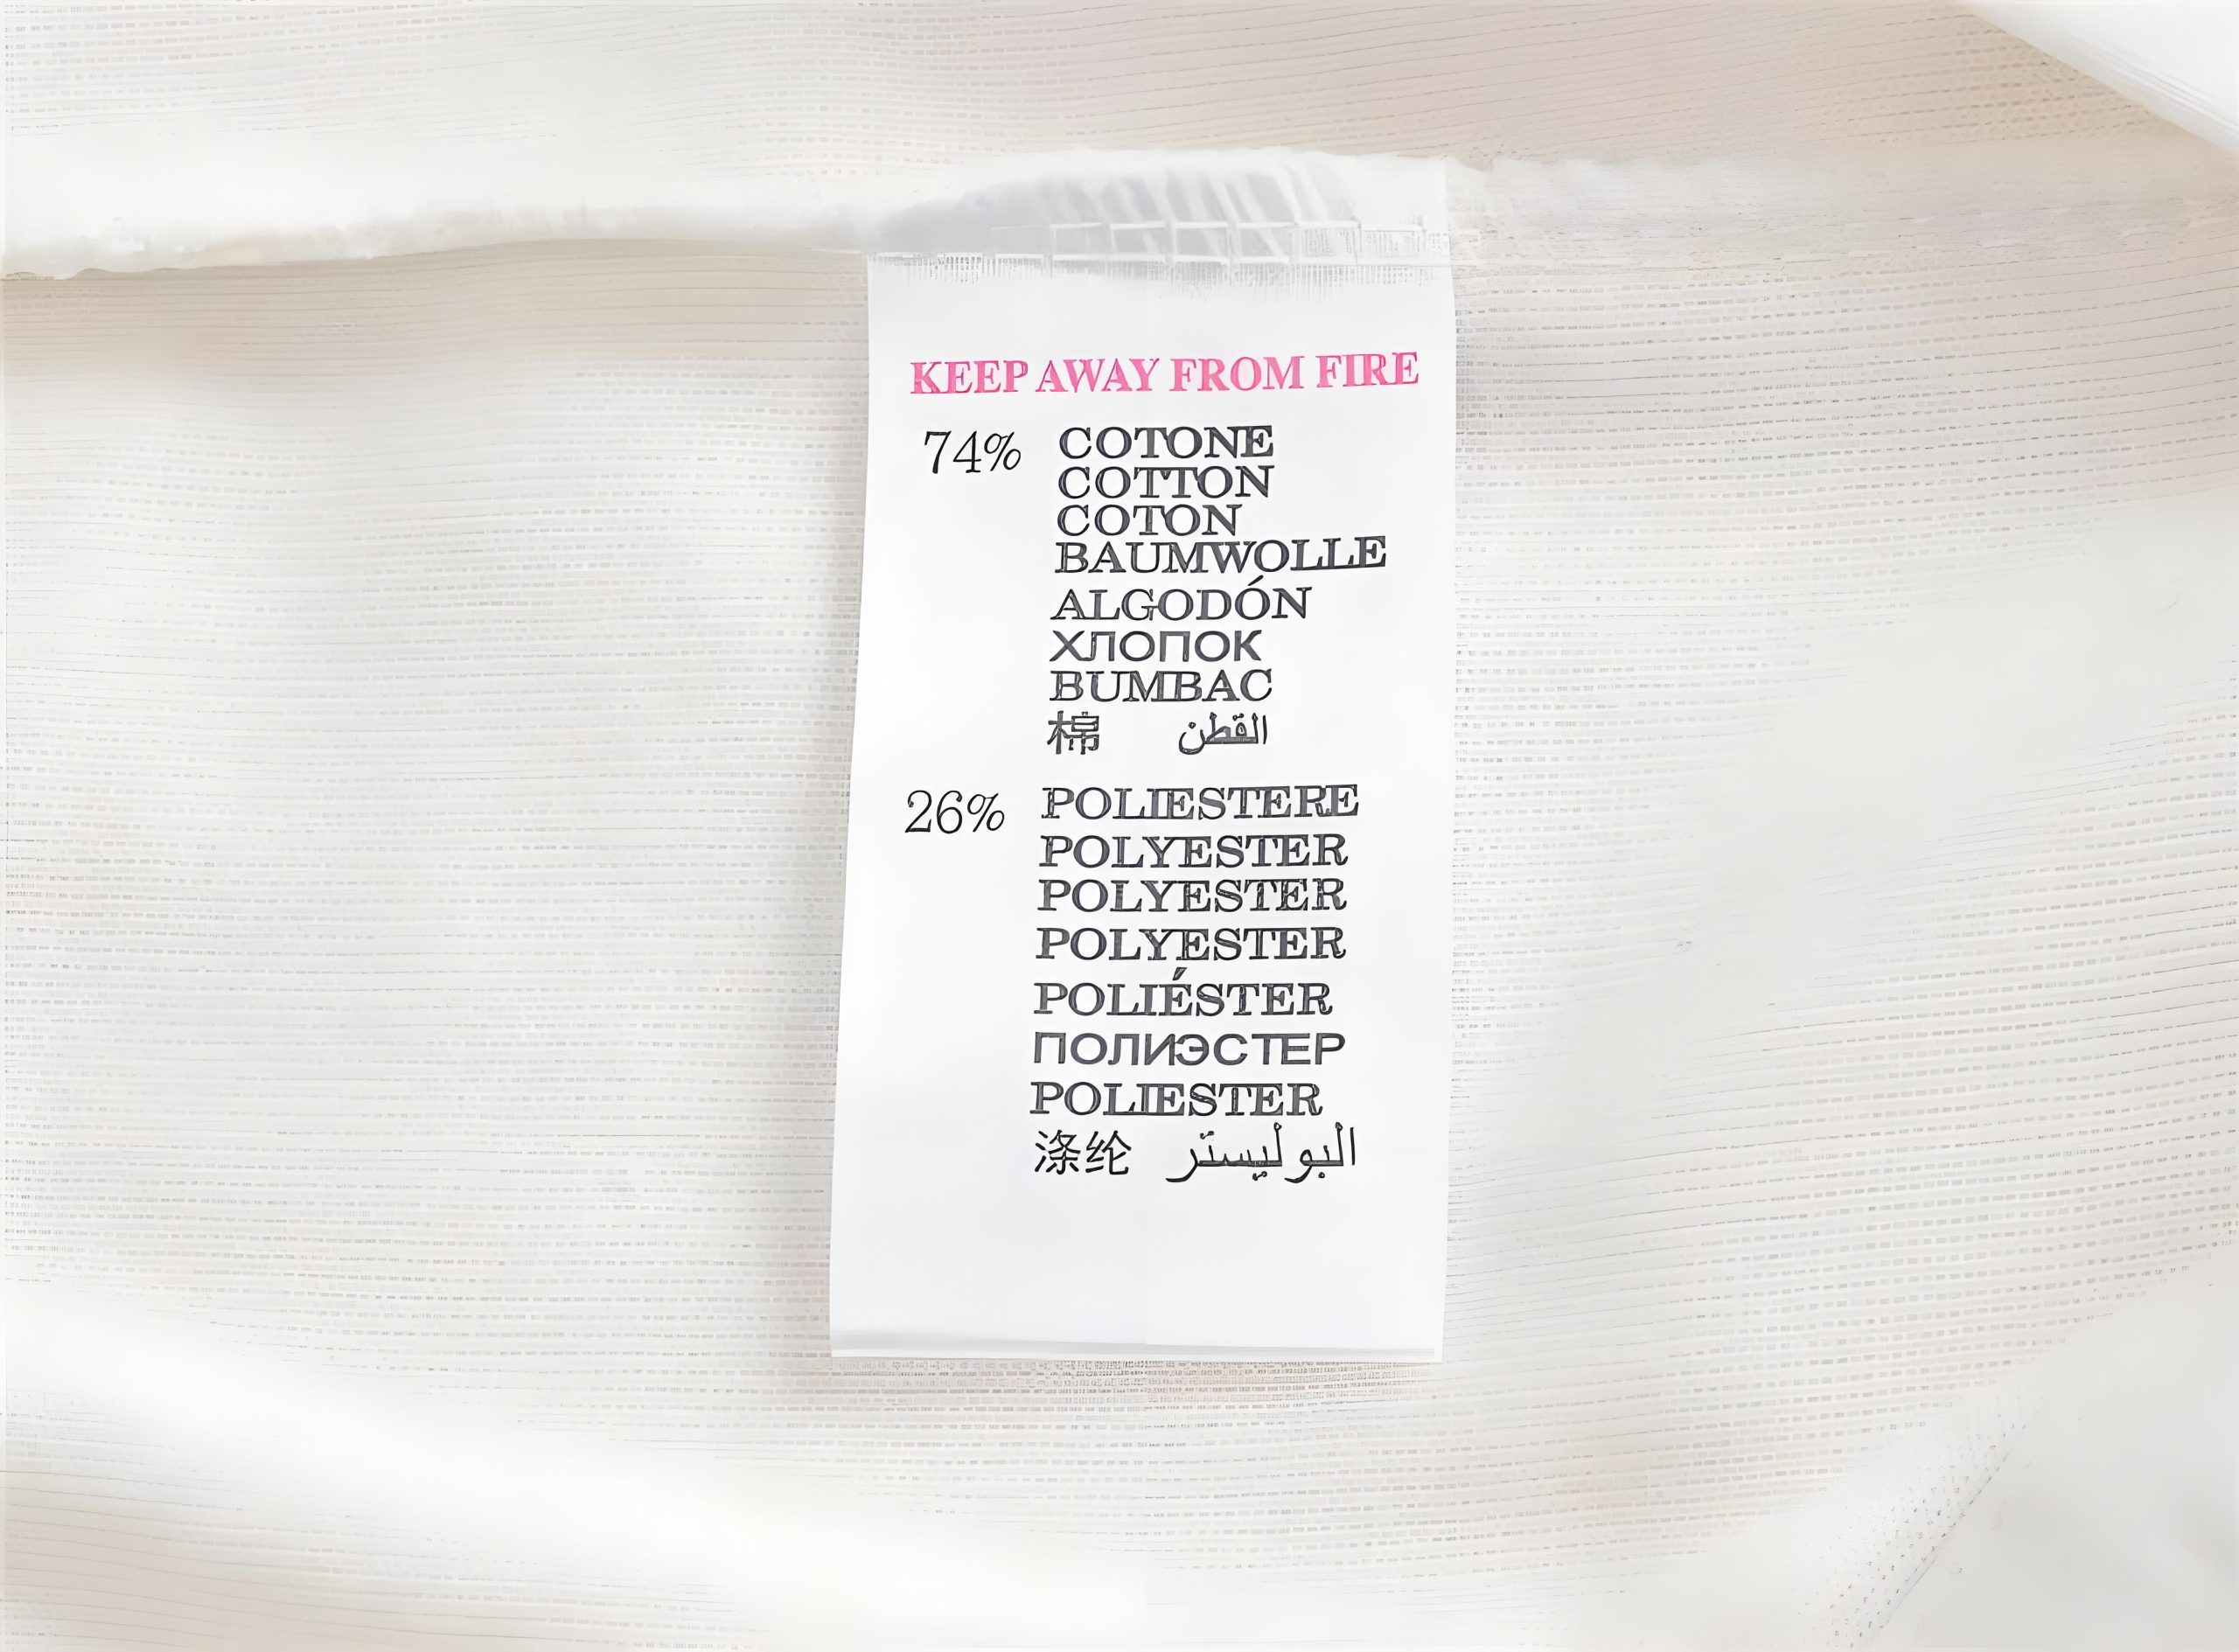 KEEP AWAY FROM FIRE
74% COTONE
COTTON
COTON
BAUMWOLLE
ALGODÓN
ХЛОПОК
BUMBAC
棉 القطن
26% POLIESTERE
POLYESTER
POLYESTER
POLYESTER
POLIÉSTER
ПОЛИЭСТЕР
POLIESTER
涤纶 البوليستر